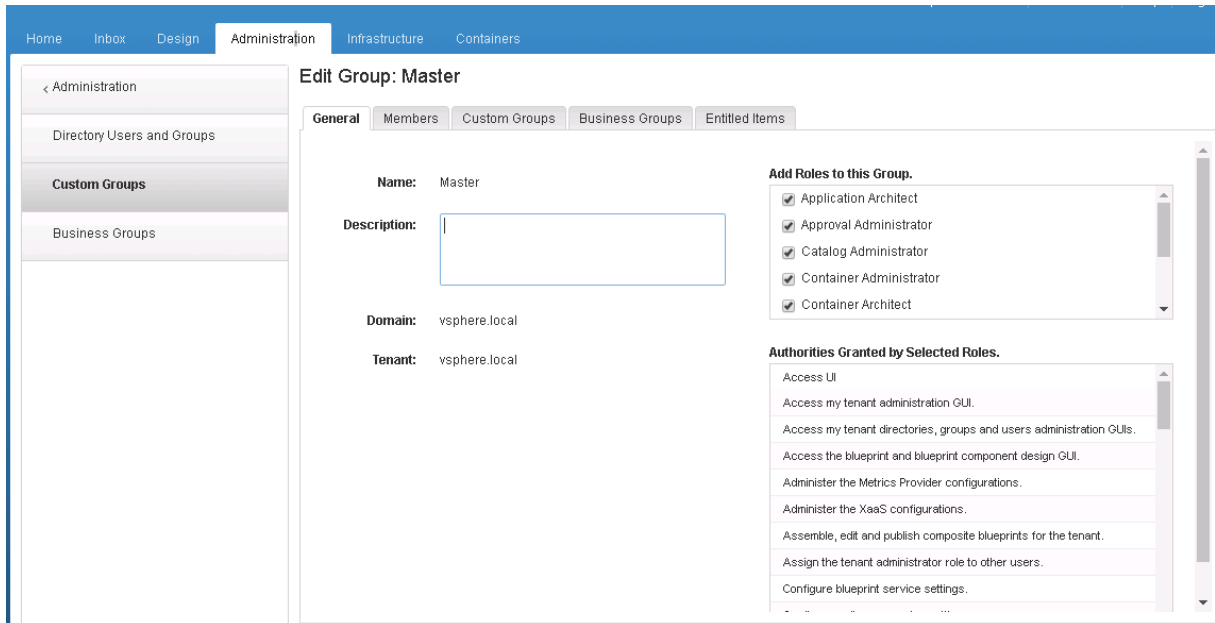 Home Inbox Design Administration Infrastructure Containers
< Administration
Directory Users and Groups
Custom Groups
Business Groups
Edit Group: Master
General Members Custom Groups Business Groups Entitled Items
Name: Master
Description:
Domain: vsphere.local
Tenant: vsphere.local
Add Roles to this Group.
Application Architect
Approval Administrator
Catalog Administrator
Container Administrator
Container Architect
Authorities Granted by Selected Roles.
Access UI
Access my tenant administration GUI.
Access my tenant directories, groups and users administration GUIs.
Access the blueprint and blueprint component design GUI.
Administer the Metrics Provider configurations.
Administer the XaaS configurations.
Assemble, edit and publish composite blueprints for the tenant.
Assign the tenant administrator role to other users.
Configure blueprint service settings.